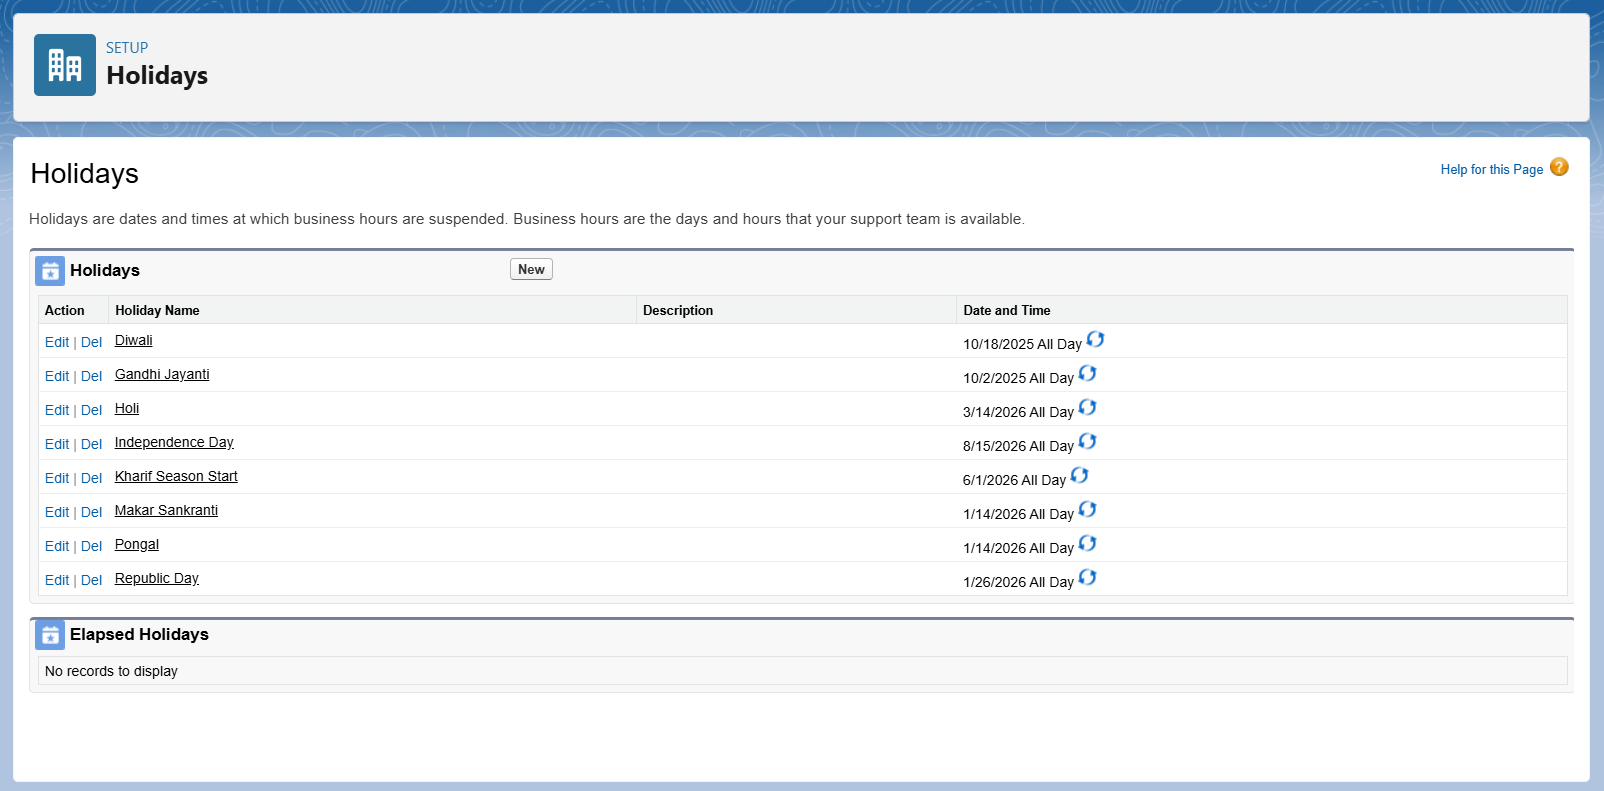 SETUP
Holidays
Holidays
Help for this Page ?
Holidays are dates and times at which business hours are suspended. Business hours are the days and hours that your support team is available.
Holidays New
Action Holiday Name Description Date and Time
Edit | Del Diwali 10/18/2025 All Day
Edit | Del Gandhi Jayanti 10/2/2025 All Day
Edit | Del Holi 3/14/2026 All Day
Edit | Del Independence Day 8/15/2026 All Day
Edit | Del Kharif Season Start 6/1/2026 All Day
Edit | Del Makar Sankranti 1/14/2026 All Day
Edit | Del Pongal 1/14/2026 All Day
Edit | Del Republic Day 1/26/2026 All Day
Elapsed Holidays
No records to display